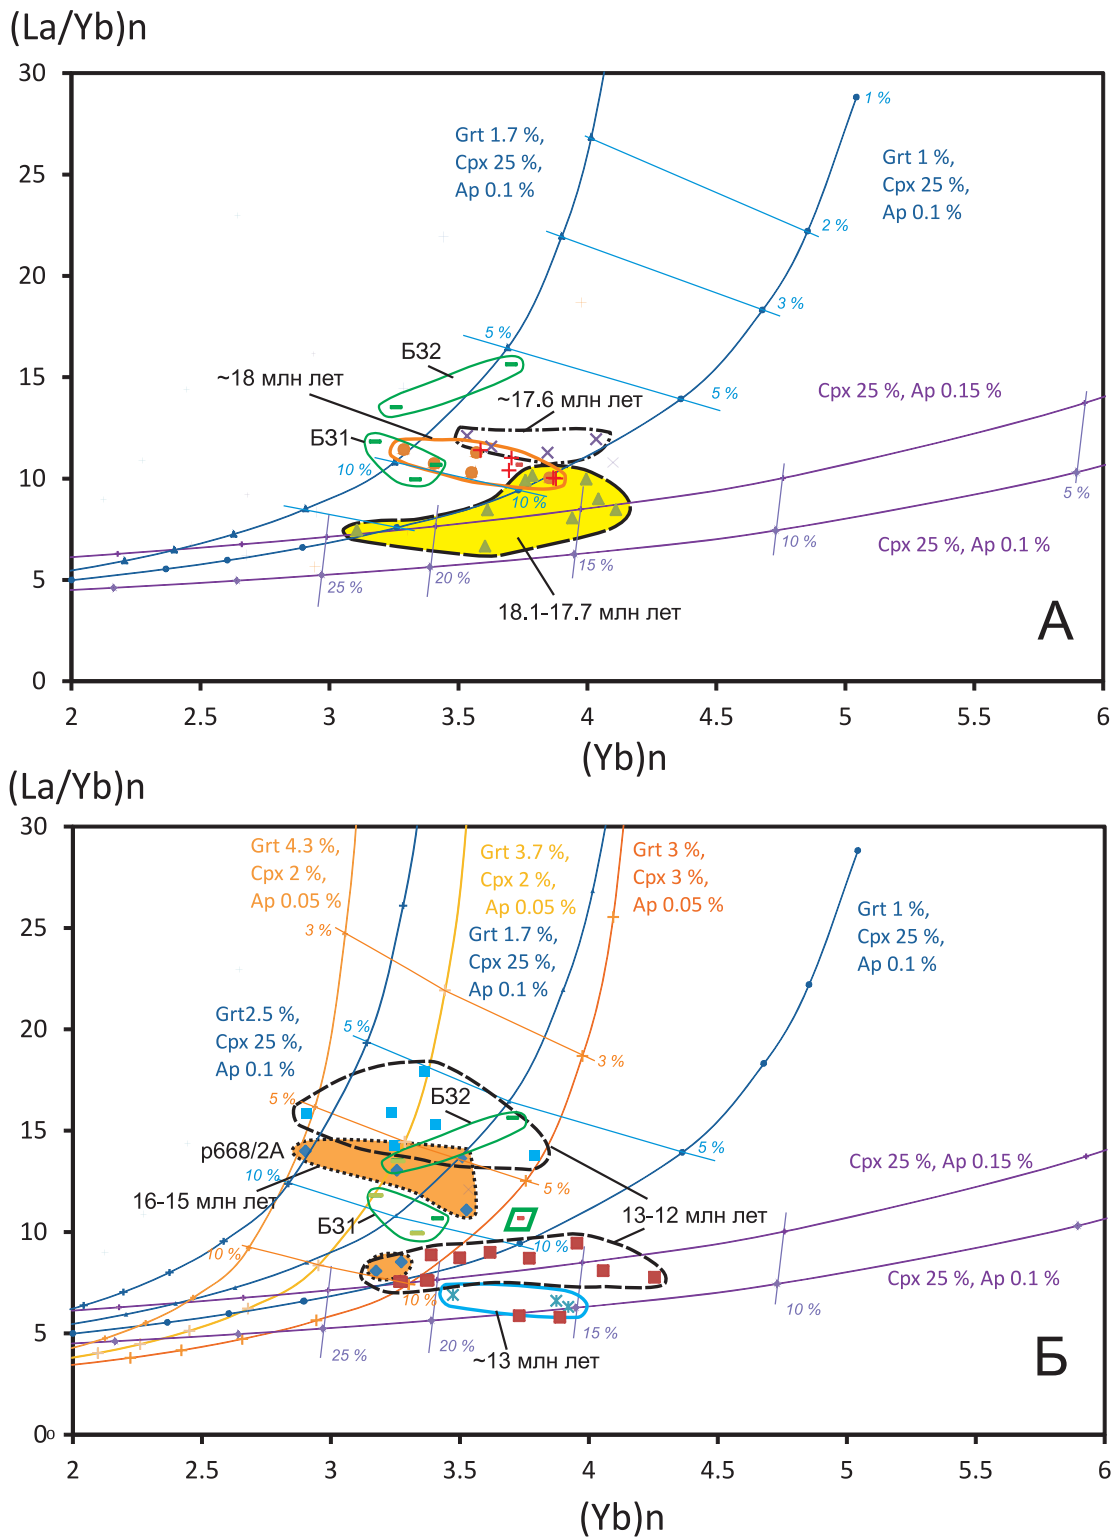 (La/Yb)n
30
Grt 1.7 %,
Cpx 25 %,
Ap 0.1 %
1 %
Grt 1 %,
Cpx 25 %,
Ap 0.1 %
25
2 %
20
3 %
5 %
Б32
15
~18 млн лет
~17.6 млн лет
5 %
Cpx 25 %, Ap 0.15 %
Б31
10 %
10
10 %
5 %
10 %
Cpx 25 %, Ap 0.1 %
15 %
20 %
25 %
5
18.1-17.7 млн лет
А
0
2
2.5
3
3.5
4
4.5
5
5.5
6
(Yb)n
(La/Yb)n
30
Grt 4.3 %,
Cpx 2 %,
Ap 0.05 %
Grt 3.7 %,
Cpx 2 %,
Ap 0.05 %
Grt 3 %,
Cpx 3 %,
Ap 0.05 %
25
3 %
Grt 1.7 %,
Cpx 25 %,
Ap 0.1 %
Grt 1 %,
Cpx 25 %,
Ap 0.1 %
20
Grt2.5 %,
Cpx 25 %,
Ap 0.1 %
5 %
3 %
5 %
Б32
15
р668/2А
5 %
10 %
5 %
Cpx 25 %, Ap 0.15 %
16-15 млн лет
Б31
13-12 млн лет
10
10 %
10 %
10 %
Cpx 25 %, Ap 0.1 %
10 %
15 %
20 %
25 %
5
~13 млн лет
Б
0
2
2.5
3
3.5
4
4.5
5
5.5
6
(Yb)n